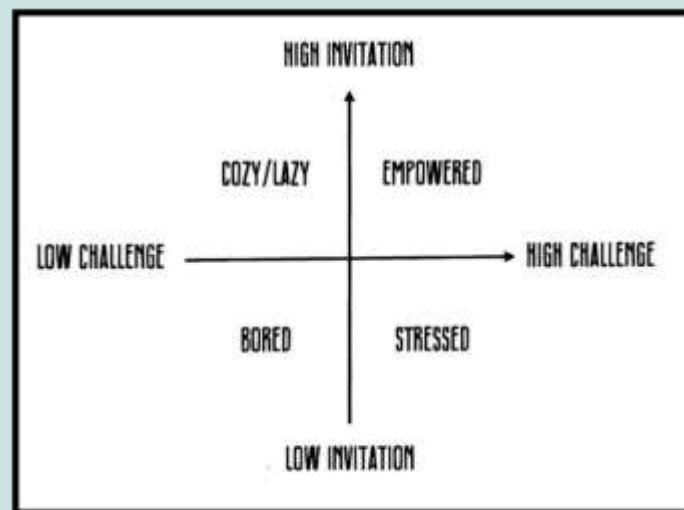 HIGH INVITATION
COZY/LAZY EMPOWERED
LOW CHALLENGE HIGH CHALLENGE
BORED STRESSED
LOW INVITATION